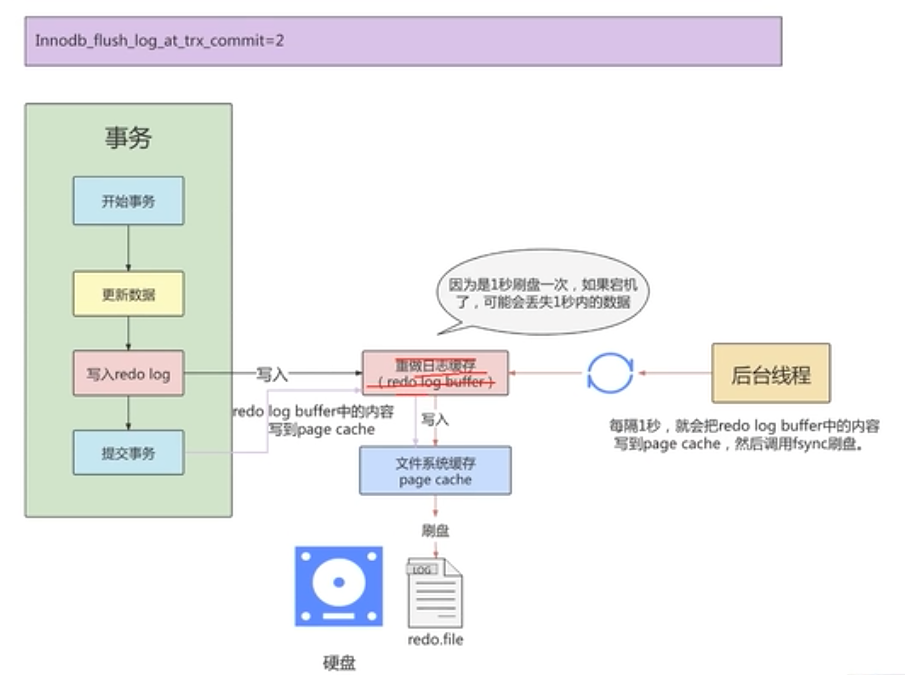 Innodb_flush_log_at_trx_commit=2
事务
开始事务
更新数据
写入redo log
提交事务
写入
redo log buffer中的内容
写到page cache
因为是1秒刷盘一次，如果宕机
了，可能会丢失1秒内的数据
重做日志缓存
（redo log buffer）
写入
文件系统缓存
page cache
刷盘
LOG
redo.file
硬盘
后台线程
每隔1秒，就会把redo log buffer中的内容
写到page cache，然后调用fsync刷盘。